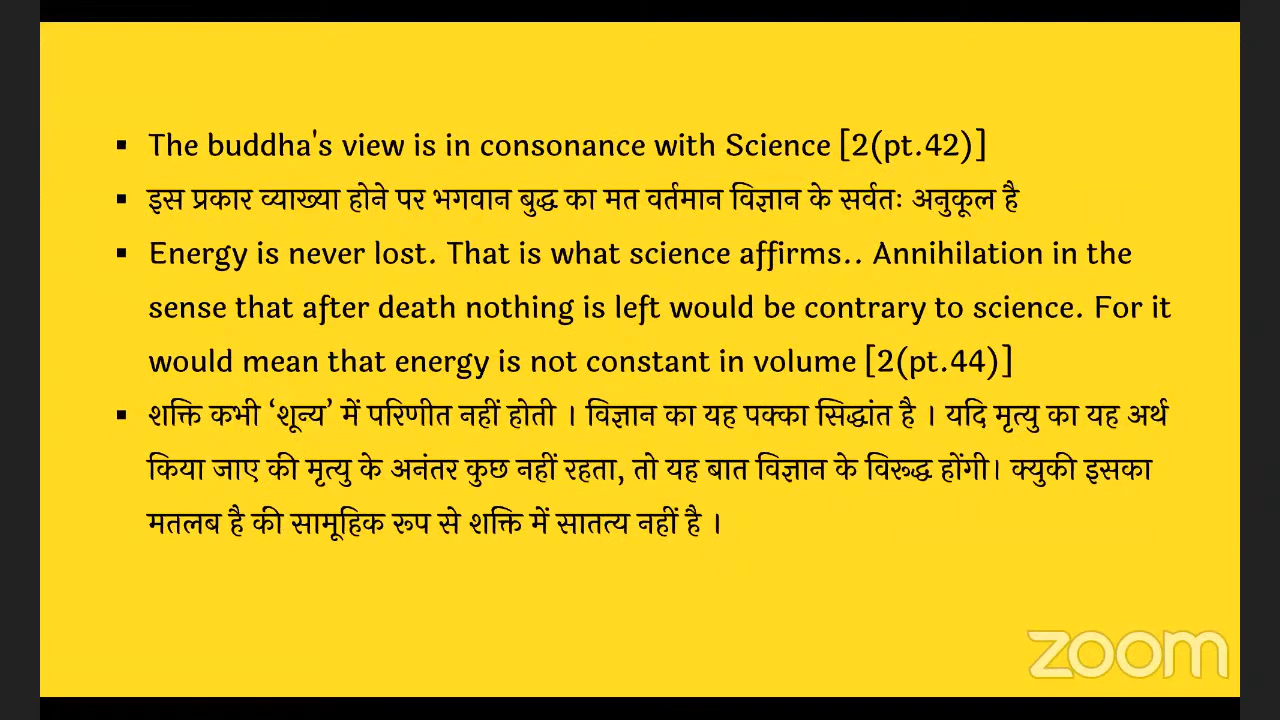 ▪ The buddha's view is in consonance with Science [2(pt.42)]
▪ इस प्रकार व्याख्या होने पर भगवान बुद्ध का मत वर्तमान विज्ञान के सर्वतः अनुकूल है
▪ Energy is never lost. That is what science affirms.. Annihilation in the
sense that after death nothing is left would be contrary to science. For it
would mean that energy is not constant in volume [2(pt.44)]
▪ शक्ति कभी ‘शून्य’ में परिणीत नहीं होती । विज्ञान का यह पक्का सिद्धांत है । यदि मृत्यु का यह अर्थ
किया जाए की मृत्यु के अनंतर कुछ नहीं रहता, तो यह बात विज्ञान के विरूद्ध होंगी। क्युकी इसका
मतलब है की सामूहिक रूप से शक्ति में सातत्य नहीं है ।
zoom